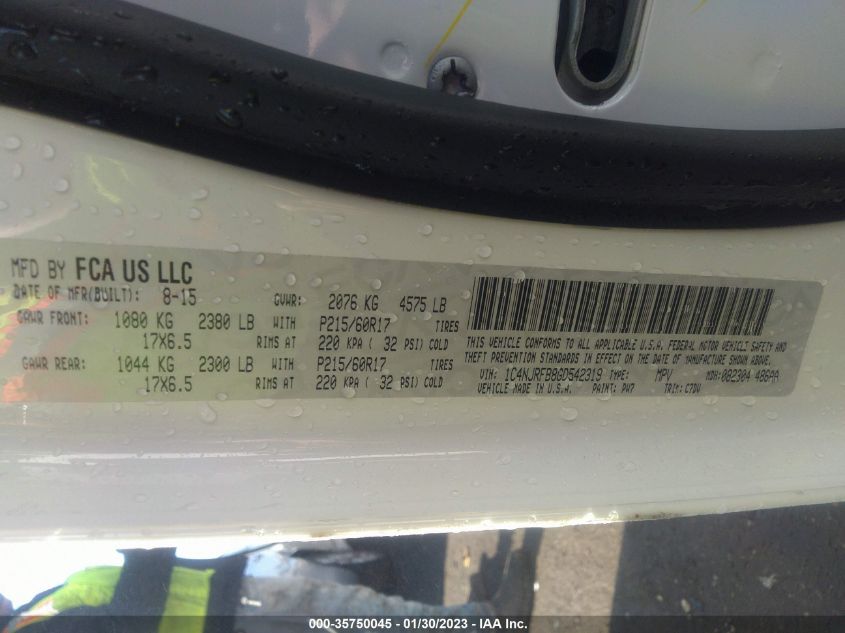 MFD BY FCA US LLC
DATE OF MFR(BUILT): 8-15 GVWR: 2076 KG 4575 LB
GAWR FRONT: 1080 KG 2380 LB WITH P215/60R17 TIRES
17X6.5 RIMS AT 220 KPA ( 32 PSI) COLD
GAWR REAR: 1044 KG 2300 LB WITH P215/60R17 TIRES
17X6.5 RIMS AT 220 KPA ( 32 PSI) COLD
THIS VEHICLE CONFORMS TO ALL APPLICABLE U.S.A. FEDERAL MOTOR VEHICLE SAFETY AND
THEFT PREVENTION STANDARDS IN EFFECT ON THE DATE OF MANUFACTURE SHOWN ABOVE.
VIN: 1C4NJRFB8GD542319 TYPE: MPV MDH: 082304 486AA
VEHICLE MADE IN U.S.A. PAINT: PW7 TRIM: C7DV
000-35750045 - 01/30/2023 - IAA Inc.